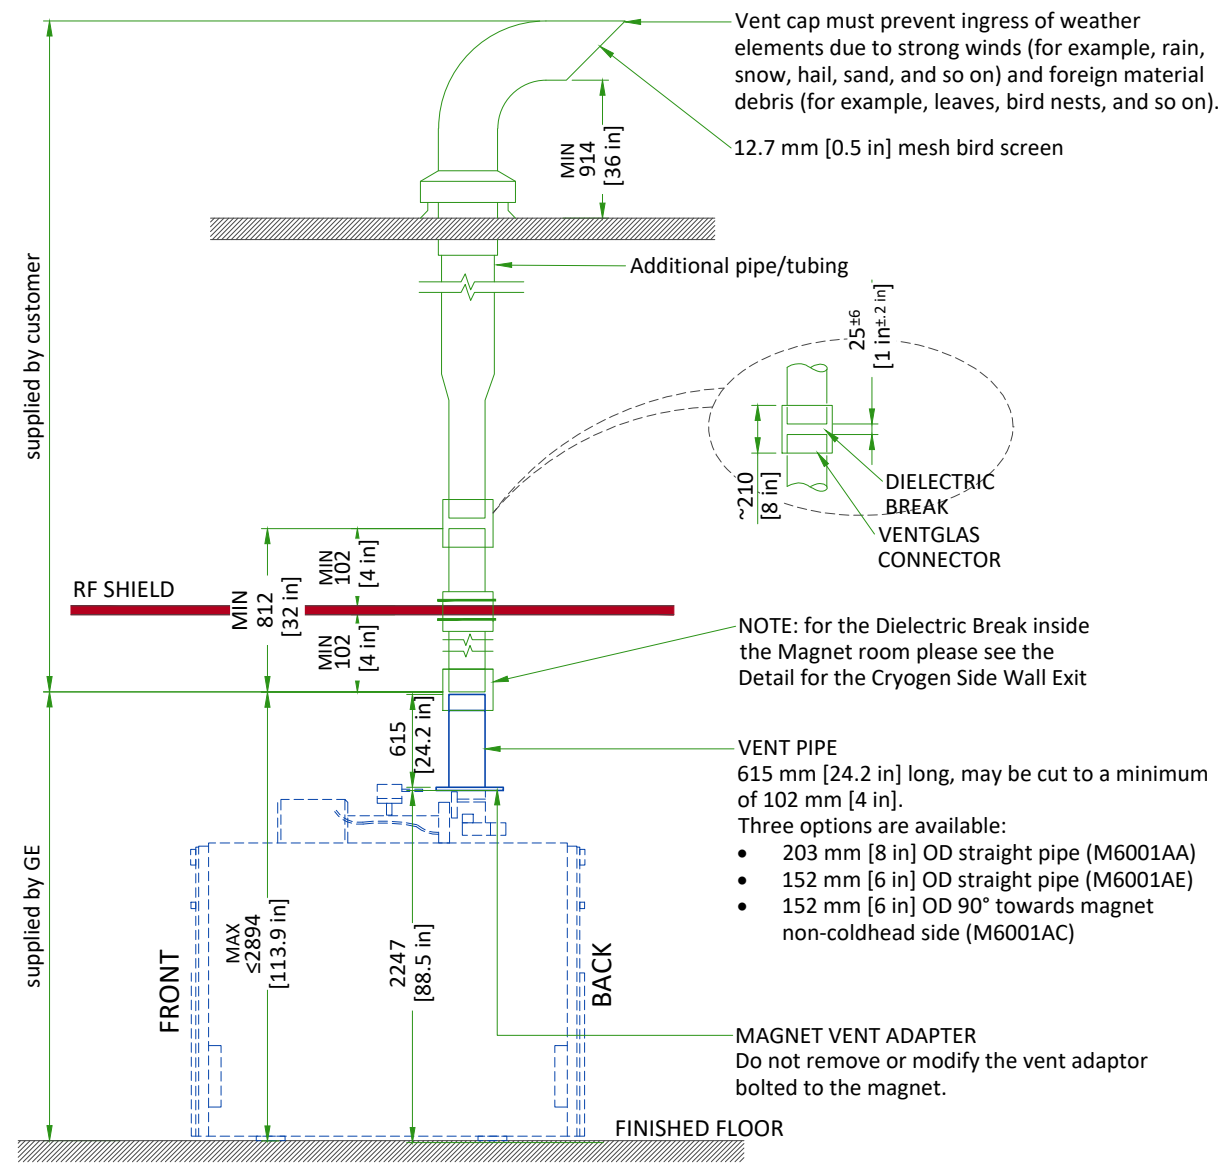 Vent cap must prevent ingress of weather
elements due to strong winds (for example, rain,
snow, hail, sand, and so on) and foreign material
debris (for example, leaves, bird nests, and so on).
12.7 mm [0.5 in] mesh bird screen
MIN
914
[36 in]
supplied by customer
Additional pipe/tubing
25±6
[1 in±.2 in]
~210
[8 in]
DIELECTRIC
BREAK
VENTGLAS
CONNECTOR
RF SHIELD
MIN
812
[32 in]
MIN
102
[4 in]
MIN
102
[4 in]
NOTE: for the Dielectric Break inside
the Magnet room please see the
Detail for the Cryogen Side Wall Exit
615
[24.2 in]
VENT PIPE
615 mm [24.2 in] long, may be cut to a minimum
of 102 mm [4 in].
Three options are available:
• 203 mm [8 in] OD straight pipe (M6001AA)
• 152 mm [6 in] OD straight pipe (M6001AE)
• 152 mm [6 in] OD 90° towards magnet
non-coldhead side (M6001AC)
supplied by GE
FRONT
MAX
≤2894
[113.9 in]
2247
[88.5 in]
BACK
MAGNET VENT ADAPTER
Do not remove or modify the vent adaptor
bolted to the magnet.
FINISHED FLOOR